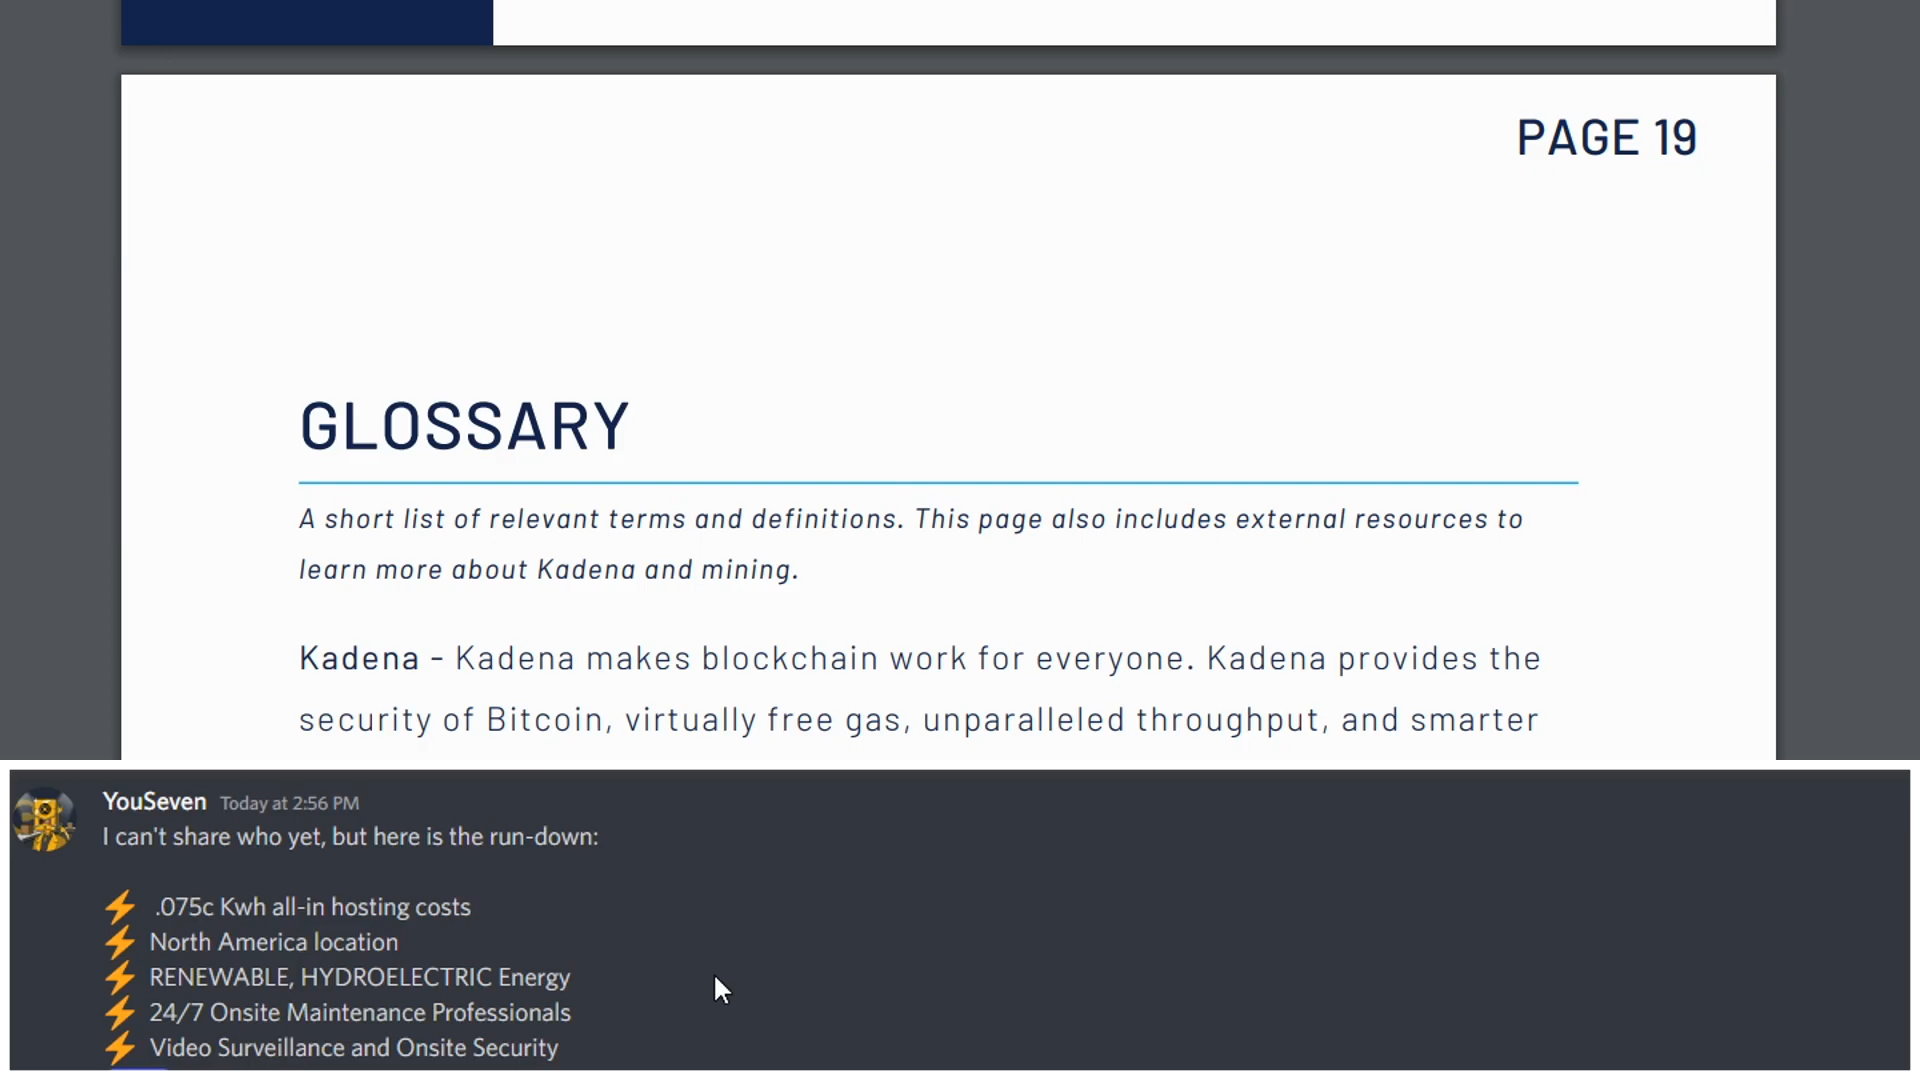 PAGE 19
GLOSSARY
A short list of relevant terms and definitions. This page also includes external resources to
learn more about Kadena and mining.
Kadena - Kadena makes blockchain work for everyone. Kadena provides the
security of Bitcoin, virtually free gas, unparalleled throughput, and smarter
YouSeven Today at 2:56 PM
I can't share who yet, but here is the run-down:
⚡ .075c Kwh all-in hosting costs
⚡ North America location
⚡ RENEWABLE, HYDROELECTRIC Energy
⚡ 24/7 Onsite Maintenance Professionals
⚡ Video Surveillance and Onsite Security